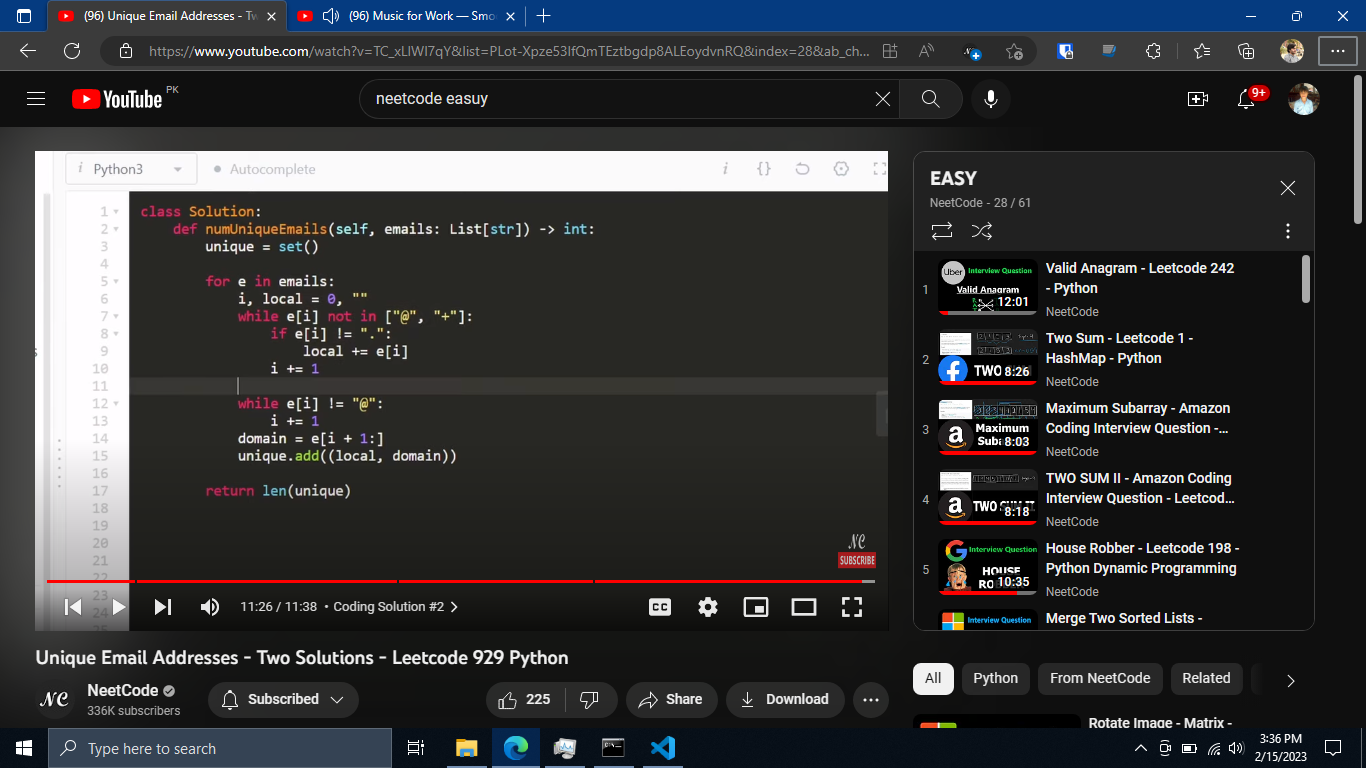 (96) Unique Email Addresses - Tw
(96) Music for Work — Smo
https://www.youtube.com/watch?v=TC_xLIWI7qY&list=PLot-Xpze53lfQmTEztbgdp8ALEoydvnRQ&index=28&ab_ch...
YouTube PK
neetcode easuy
9+
i Python3
Autocomplete
i {}
1 class Solution:
2 def numUniqueEmails(self, emails: List[str]) -> int:
3 unique = set()
4
5 for e in emails:
6 i, local = 0, ""
7 while e[i] not in ["@", "+"]:
8 if e[i] != ".":
9 local += e[i]
10 i += 1
11
12 while e[i] != "@":
13 i += 1
14 domain = e[i + 1:]
15 unique.add((local, domain))
16
17 return len(unique)
18
19
20
21
22
23
24
25
NC
SUBSCRIBE
11:26 / 11:38 • Coding Solution #2
CC
Unique Email Addresses - Two Solutions - Leetcode 929 Python
NC
NeetCode
336K subscribers
Subscribed
225
Share
Download
EASY
NeetCode - 28 / 61
1
Uber
Interview Question
Valid Anagram
12:01
Valid Anagram - Leetcode 242
- Python
NeetCode
2
TWO
8:26
Two Sum - Leetcode 1 -
HashMap - Python
NeetCode
3
Maximum
Suba
8:03
Maximum Subarray - Amazon
Coding Interview Question -...
NeetCode
4
TWO SUM II
8:18
TWO SUM II - Amazon Coding
Interview Question - Leetcod...
NeetCode
5
Interview Question
HOUSE
RO
10:35
House Robber - Leetcode 198 -
Python Dynamic Programming
NeetCode
Interview Question
Merge Two Sorted Lists -
All
Python
From NeetCode
Related
Rotate Image - Matrix -
Type here to search
3:36 PM
2/15/2023